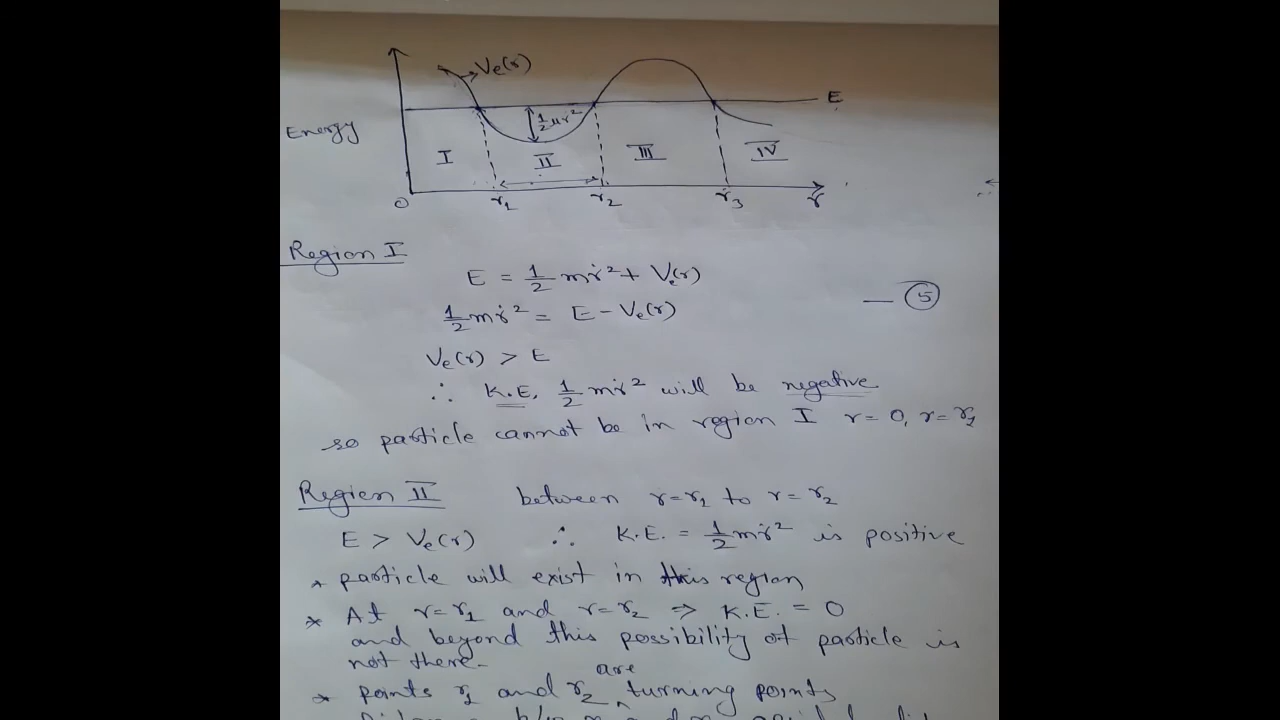 Ve(r)
E
Energy
½μṙ²
I
II
III
IV
O
r₁
r₂
r₃
r
Region I
E = ½ mṙ² + Ve(r)
½ mṙ² = E - Ve(r) — ⑤
Ve(r) > E
∴ K.E, ½ mṙ² will be negative
so particle cannot be in region I r = 0, r = r₁
Region II between r = r₁ to r = r₂
E > Ve(r) ∴ K.E. = ½ mṙ² is positive
* particle will exist in this region
* At r = r₁ and r = r₂ ⇒ K.E. = 0
and beyond this possibility of particle is
not there-
* points r₁ and r₂ are turning points